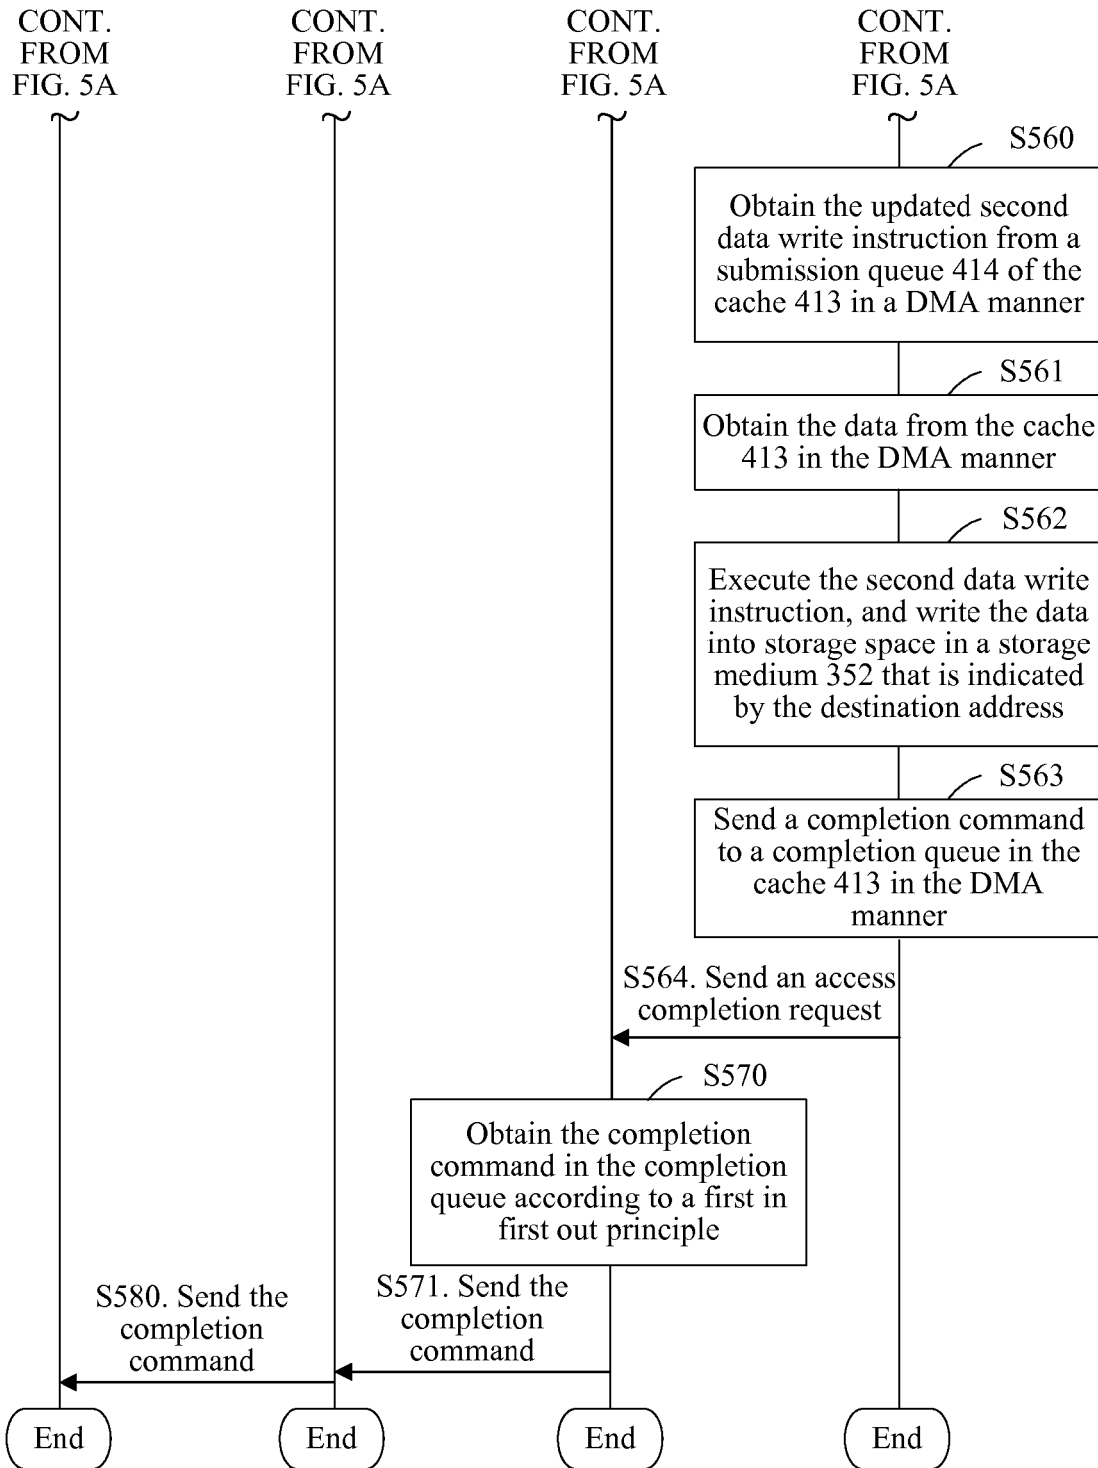 CONT.
FROM
FIG. 5A
CONT.
FROM
FIG. 5A
CONT.
FROM
FIG. 5A
CONT.
FROM
FIG. 5A
S560
Obtain the updated second
data write instruction from a
submission queue 414 of the
cache 413 in a DMA manner
S561
Obtain the data from the cache
413 in the DMA manner
S562
Execute the second data write
instruction, and write the data
into storage space in a storage
medium 352 that is indicated
by the destination address
S563
Send a completion command
to a completion queue in the
cache 413 in the DMA
manner
S564. Send an access
completion request
S570
Obtain the completion
command in the completion
queue according to a first in
first out principle
S571. Send the
completion
command
S580. Send the
completion
command
End
End
End
End